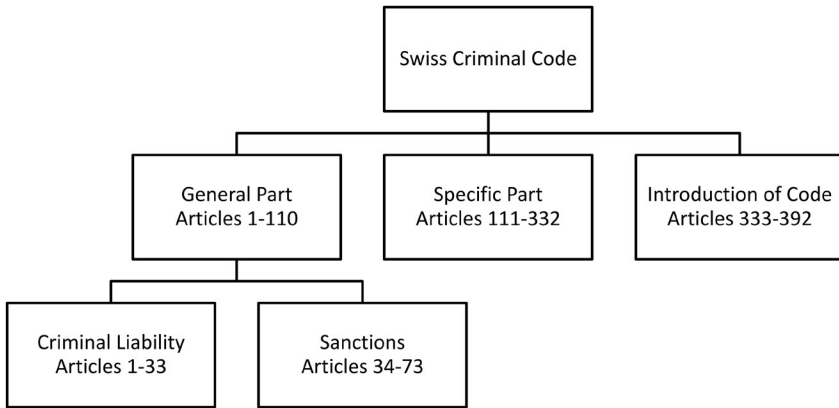 Swiss Criminal Code
General Part
Articles 1-110
Specific Part
Articles 111-332
Introduction of Code
Articles 333-392
Criminal Liability
Articles 1-33
Sanctions
Articles 34-73